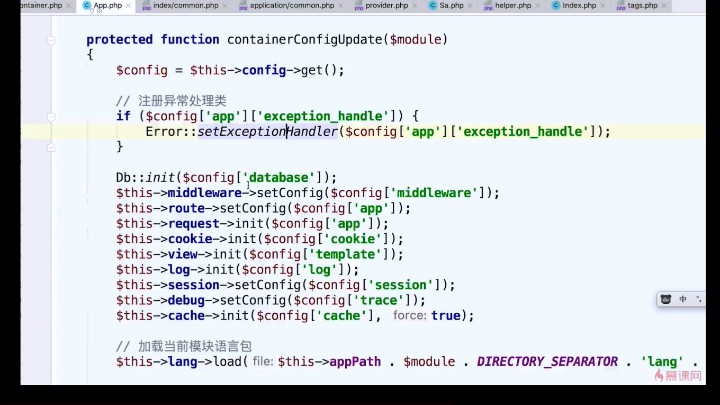 ontainer.php App.php index/common.php application/common.php provider.php Sa.php helper.php Index.php tags.php
protected function containerConfigUpdate($module)
{
$config = $this->config->get();
// 注册异常处理类
if ($config['app']['exception_handle']) {
Error::setExceptionHandler($config['app']['exception_handle']);
}
Db::init($config['database']);
$this->middleware->setConfig($config['middleware']);
$this->route->setConfig($config['app']);
$this->request->init($config['app']);
$this->cookie->init($config['cookie']);
$this->view->init($config['template']);
$this->log->init($config['log']);
$this->session->setConfig($config['session']);
$this->debug->setConfig($config['trace']);
$this->cache->init($config['cache'], force: true);
中
// 加载当前模块语言包
$this->lang->load( file: $this->appPath . $module . DIRECTORY_SEPARATOR . 'lang' .
慕课网